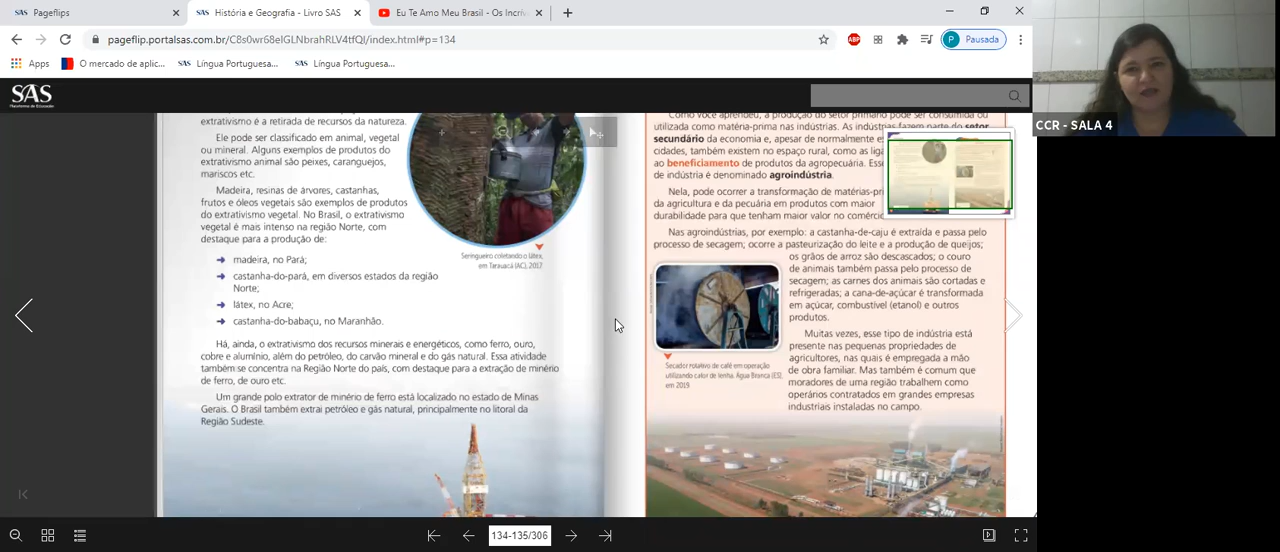 Pageflips
História e Geografia - Livro SAS
Eu Te Amo Meu Brasil - Os Incrív
pageflip.portalsas.com.br/C8s0wr68elGLNbrahRLV4tfQI/index.html#p=134
ABP
P
Pausada
Apps
O mercado de aplic...
Língua Portuguesa...
Língua Portuguesa...
SAS
Plataforma de Educação
extrativismo é a retirada de recursos da natureza.
Ele pode ser classificado em animal, vegetal
ou mineral. Alguns exemplos de produtos do
extrativismo animal são peixes, caranguejos,
mariscos etc.
Madeira, resinas de árvores, castanhas,
frutos e óleos vegetais são exemplos de produtos
do extrativismo vegetal. No Brasil, o extrativismo
vegetal é mais intenso na região Norte, com
destaque para a produção de:
madeira, no Pará;
castanha-do-pará, em diversos estados da região
Norte;
látex, no Acre;
castanha-do-babaçu, no Maranhão.
Seringueiro coletando o látex,
em Tarauacá (AC), 2017.
Há, ainda, o extrativismo dos recursos minerais e energéticos, como ferro, ouro,
cobre e alumínio, além do petróleo, do carvão mineral e do gás natural. Essa atividade
também se concentra na Região Norte do país, com destaque para a extração de minério
de ferro, de ouro etc.
Um grande polo extrator de minério de ferro está localizado no estado de Minas
Gerais. O Brasil também extrai petróleo e gás natural, principalmente no litoral da
Região Sudeste.
Como você aprendeu, a produção do setor primário pode ser consumida ou
utilizada como matéria-prima nas indústrias. As indústrias fazem parte do setor
secundário da economia e, apesar de normalmente es
cidades, também existem no espaço rural, como as liga
ao beneficiamento de produtos da agropecuária. Esse
de indústria é denominado agroindústria.
Nela, pode ocorrer a transformação de matérias-pri
da agricultura e da pecuária em produtos com maior
durabilidade para que tenham maior valor no comércio
Nas agroindústrias, por exemplo: a castanha-de-caju é extraída e passa pelo
processo de secagem; ocorre a pasteurização do leite e a produção de queijos;
os grãos de arroz são descascados; o couro
de animais também passa pelo processo de
secagem; as carnes dos animais são cortadas e
refrigeradas; a cana-de-açúcar é transformada
em açúcar, combustível (etanol) e outros
produtos.
Muitas vezes, esse tipo de indústria está
presente nas pequenas propriedades de
agricultores, nas quais é empregada a mão
de obra familiar. Mas também é comum que
moradores de uma região trabalhem como
operários contratados em grandes empresas
industriais instaladas no campo.
Secador rotativo de café em operação
utilizando calor de lenha. Água Branca (ES),
em 2019
134-135/306
CCR - SALA 4